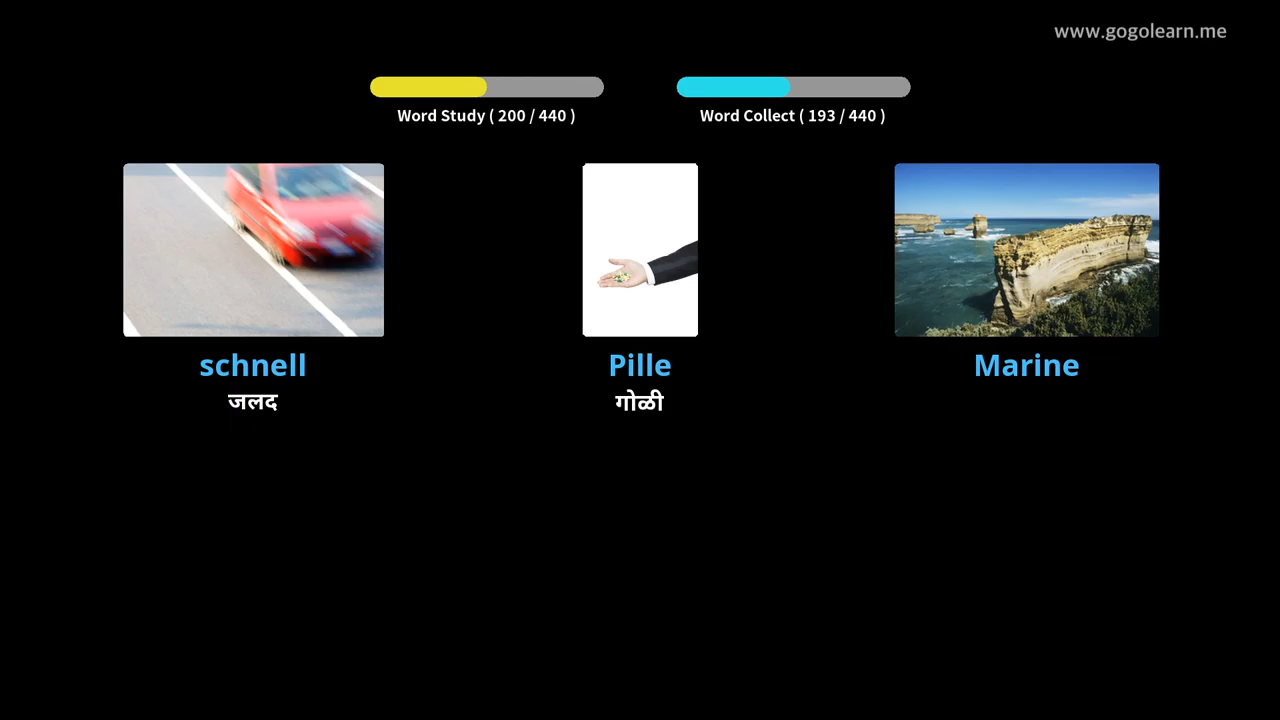 www.gogolearn.me
Word Study ( 200 / 440 )
Word Collect ( 193 / 440 )
schnell
जलद
Pille
गोळी
Marine